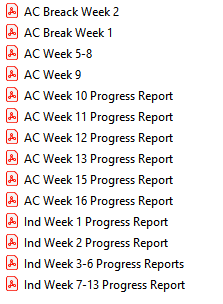 AC Breack Week 2
AC Break Week 1
AC Week 5-8
AC Week 9
AC Week 10 Progress Report
AC Week 11 Progress Report
AC Week 12 Progress Report
AC Week 13 Progress Report
AC Week 15 Progress Report
AC Week 16 Progress Report
Ind Week 1 Progress Report
Ind Week 2 Progress Report
Ind Week 3-6 Progress Reports
Ind Week 7-13 Progress Report